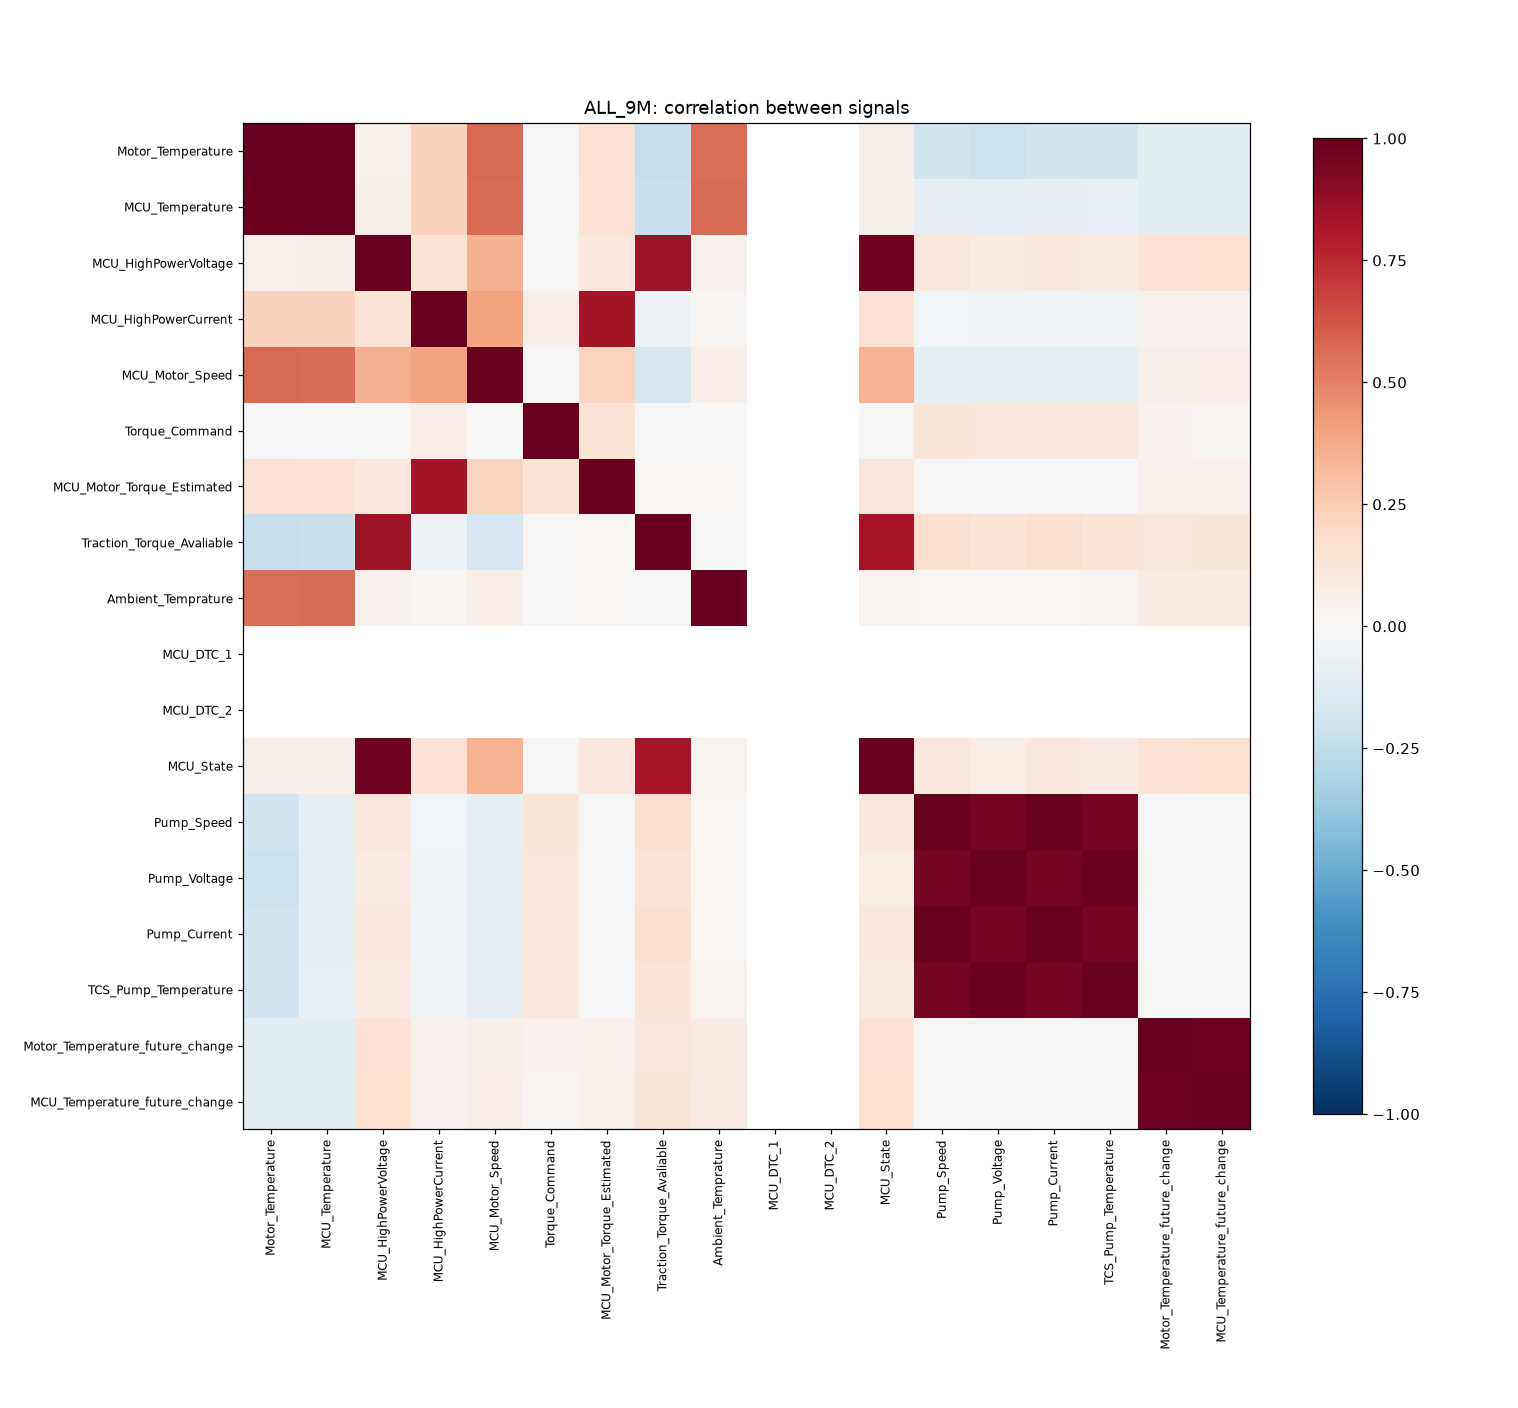 ALL_9M: correlation between signals
Motor_Temperature
MCU_Temperature
MCU_HighPowerVoltage
MCU_HighPowerCurrent
MCU_Motor_Speed
Torque_Command
MCU_Motor_Torque_Estimated
Traction_Torque_Avaliable
Ambient_Temprature
MCU_DTC_1
MCU_DTC_2
MCU_State
Pump_Speed
Pump_Voltage
Pump_Current
TCS_Pump_Temperature
Motor_Temperature_future_change
MCU_Temperature_future_change
Motor_Temperature
MCU_Temperature
MCU_HighPowerVoltage
MCU_HighPowerCurrent
MCU_Motor_Speed
Torque_Command
MCU_Motor_Torque_Estimated
Traction_Torque_Avaliable
Ambient_Temprature
MCU_DTC_1
MCU_DTC_2
MCU_State
Pump_Speed
Pump_Voltage
Pump_Current
TCS_Pump_Temperature
Motor_Temperature_future_change
MCU_Temperature_future_change
1.00
0.75
0.50
0.25
0.00
−0.25
−0.50
−0.75
−1.00